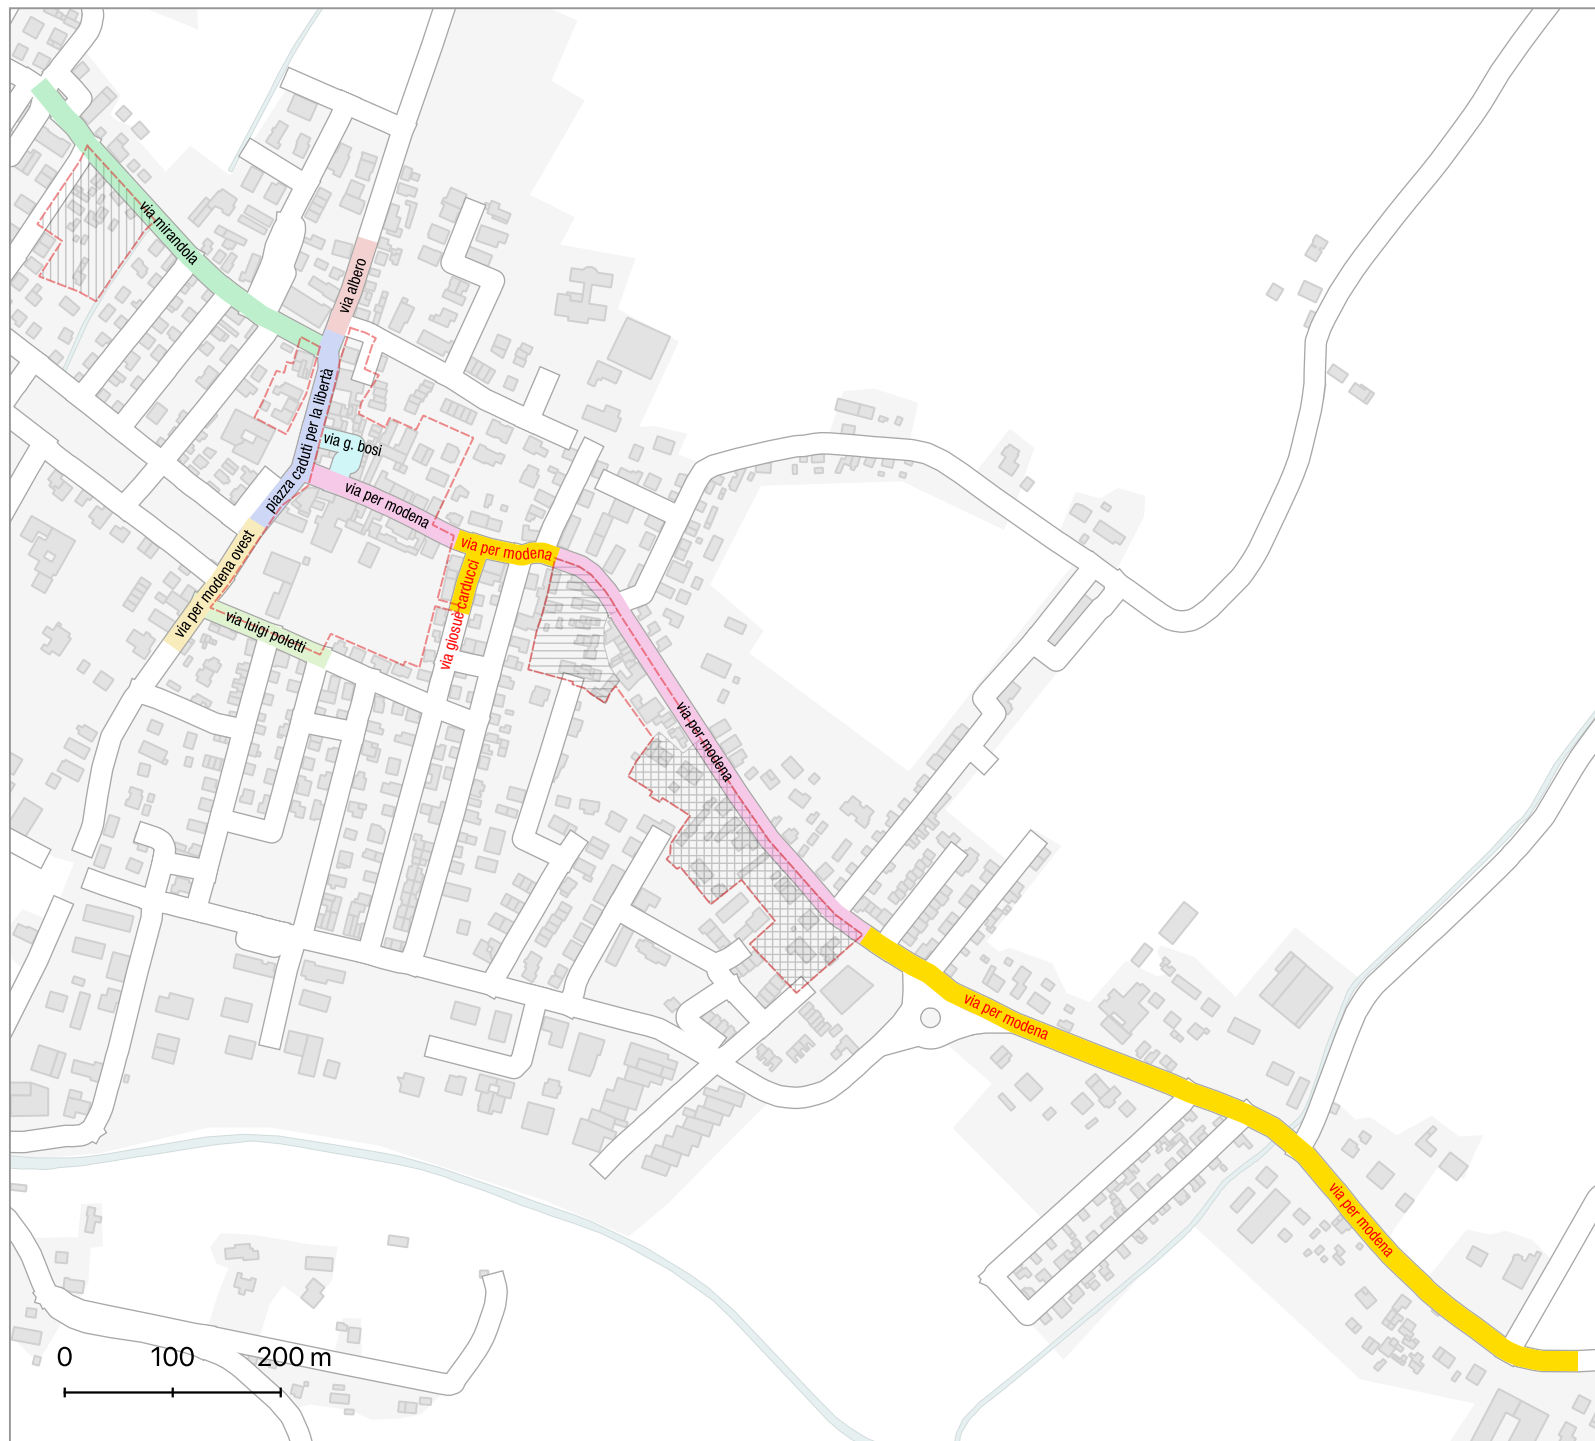 via mirandola
via albero
piazza caduti per la libertà
via g. bosi
via per modena
via per modena
via giosuè carducci
via per modena ovest
via luigi poletti
via per modena
via per modena
via per modena
0 100 200 m